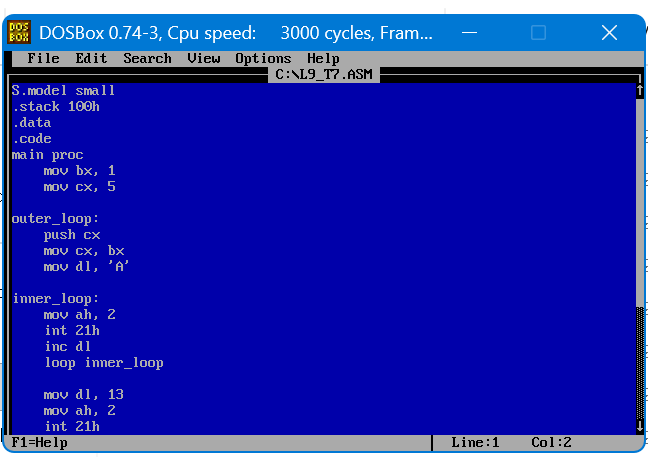 DOSBox 0.74-3, Cpu speed: 3000 cycles, Fram...
File Edit Search View Options Help
C:\L9_T7.ASM
S.model small
.stack 100h
.data
.code
main proc
    mov bx, 1
    mov cx, 5

outer_loop:
    push cx
    mov cx, bx
    mov dl, 'A'

inner_loop:
    mov ah, 2
    int 21h
    inc dl
    loop inner_loop

    mov dl, 13
    mov ah, 2
    int 21h
F1=Help Line:1 Col:2